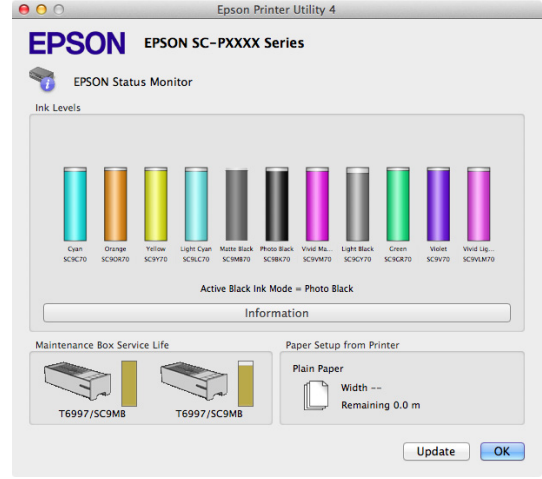 Epson Printer Utility 4
EPSON EPSON SC-PXXXX Series
EPSON Status Monitor
Ink Levels
Cyan Orange Yellow Light Cyan Matte Black Photo Black Vivid Ma... Light Black Green Violet Vivid Lig...
SC9C70 SC9OR70 SC9Y70 SC9LC70 SC9MB70 SC9BK70 SC9VM70 SC9GY70 SC9GR70 SC9V70 SC9VLM70
Active Black Ink Mode = Photo Black
Information
Maintenance Box Service Life
T6997/SC9MB T6997/SC9MB
Paper Setup from Printer
Plain Paper
Width --
Remaining 0.0 m
Update OK